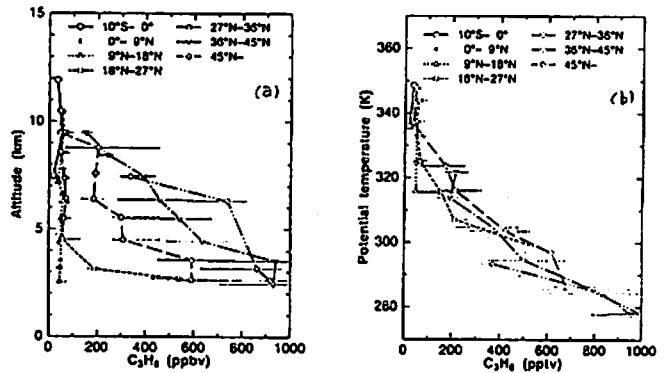 15
10°S– 0°
0°– 9°N
9°N–18°N
18°N–27°N
27°N–36°N
36°N–45°N
45°N–
(a)
10
5
0
Altitude (km)
0 200 400 600 800 1000
C₃H₈ (ppbv)
360
340
320
300
280
Potential temperature (K)
10°S– 0°
0°– 9°N
9°N–18°N
18°N–27°N
27°N–36°N
36°N–45°N
45°N–
(b)
0 200 400 600 800 1000
C₃H₈ (pptv)